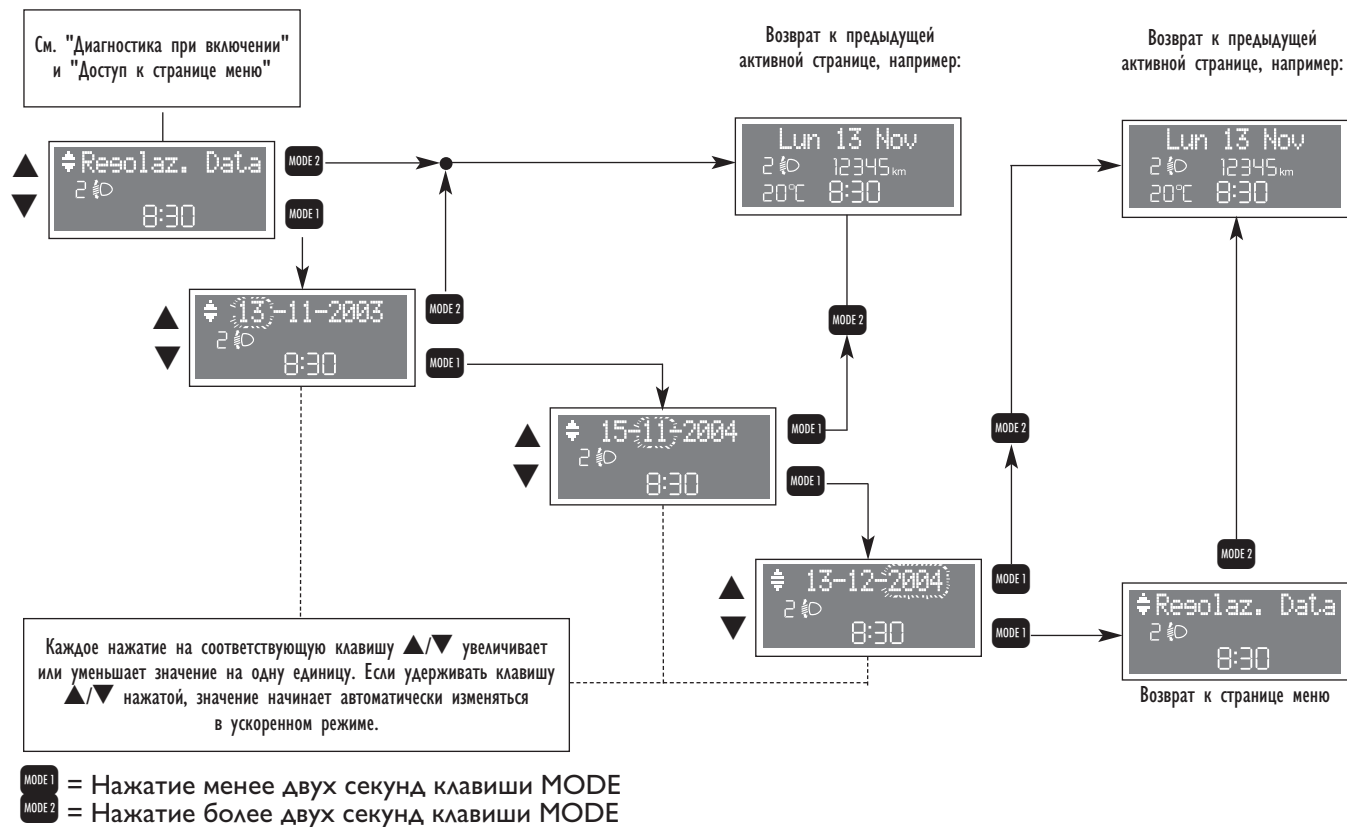 См. "Диагностика при включении"
и "Доступ к странице меню"
Возврат к предыдущей
активной странице, например:
Возврат к предыдущей
активной странице, например:
Regolaz. Data
2
8:30
MODE 2
MODE 1
Lun 13 Nov
2 12345 km
20°C 8:30
Lun 13 Nov
2 12345 km
20°C 8:30
13-11-2003
2
8:30
MODE 2
MODE 1
MODE 2
15-11-2004
2
8:30
MODE 1
MODE 1
MODE 2
13-12-2004
2
8:30
MODE 1
MODE 1
MODE 2
Regolaz. Data
2
8:30
Возврат к странице меню
Каждое нажатие на соответствующую клавишу ▲/▼ увеличивает
или уменьшает значение на одну единицу. Если удерживать клавишу
▲/▼ нажатой, значение начинает автоматически изменяться
в ускоренном режиме.
MODE 1 = Нажатие менее двух секунд клавиши MODE
MODE 2 = Нажатие более двух секунд клавиши MODE